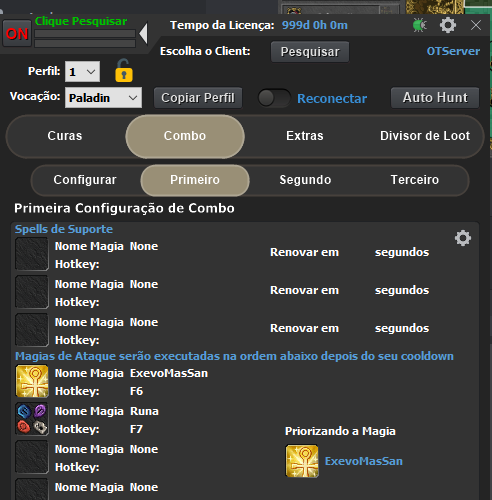 ON
Clique Pesquisar
Tempo da Licença: 999d 0h 0m
Escolha o Client: Pesquisar OTServer
Perfil: 1
Vocação: Paladin Copiar Perfil Reconectar Auto Hunt
Curas Combo Extras Divisor de Loot
Configurar Primeiro Segundo Terceiro
Primeira Configuração de Combo
Spells de Suporte
Nome Magia None
Hotkey:
Renovar em segundos
Nome Magia None
Hotkey:
Renovar em segundos
Nome Magia None
Hotkey:
Renovar em segundos
Magias de Ataque serão executadas na ordem abaixo depois do seu cooldown
Nome Magia ExevoMasSan
Hotkey: F6
Nome Magia Runa
Hotkey: F7
Priorizando a Magia
ExevoMasSan
Nome Magia None
Hotkey:
Nome Magia None